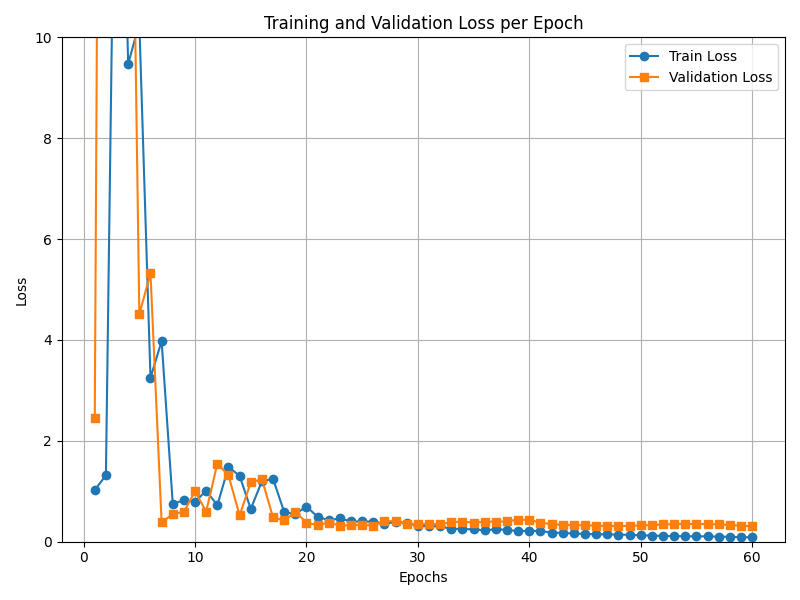 Training and Validation Loss per Epoch
Train Loss
Validation Loss
Loss
10
8
6
4
2
0
0 10 20 30 40 50 60
Epochs